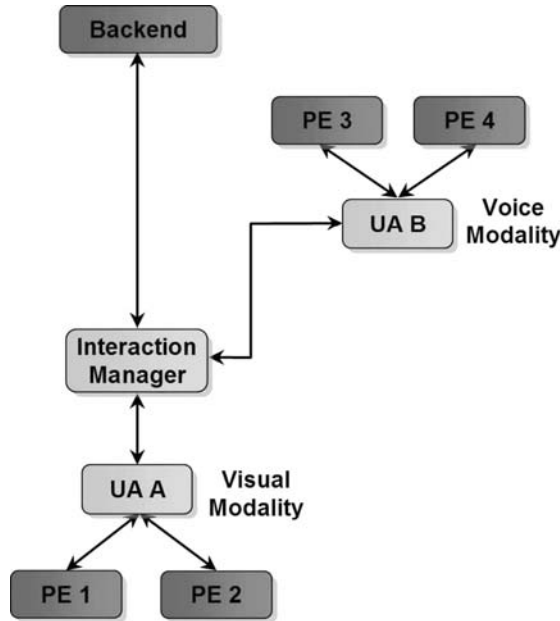 Backend
PE 3
PE 4
UA B
Voice
Modality
Interaction
Manager
UA A
Visual
Modality
PE 1
PE 2